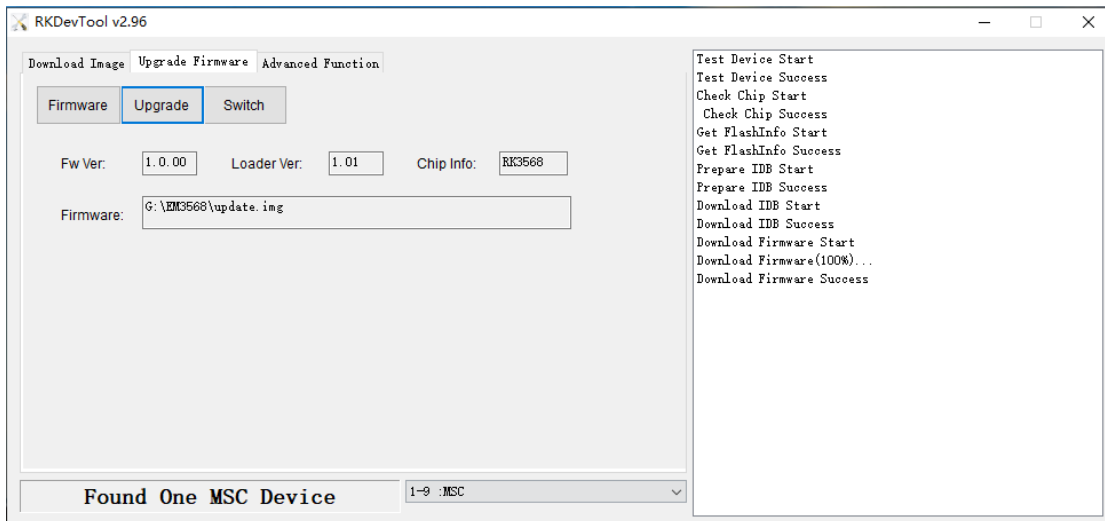 RKDevTool v2.96
Download Image Upgrade Firmware Advanced Function
Firmware Upgrade Switch
Fw Ver: 1.0.00 Loader Ver: 1.01 Chip Info: RK3568
Firmware: G:\EM3568\update.img
Found One MSC Device
1-9 :MSC
Test Device Start
Test Device Success
Check Chip Start
Check Chip Success
Get FlashInfo Start
Get FlashInfo Success
Prepare IDB Start
Prepare IDB Success
Download IDB Start
Download IDB Success
Download Firmware Start
Download Firmware(100%)...
Download Firmware Success